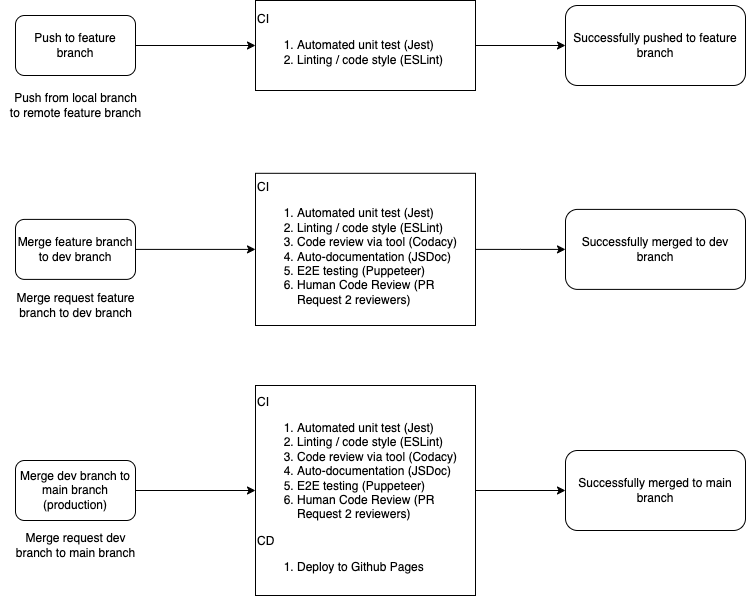 Push to feature
branch
Push from local branch
to remote feature branch
CI
1. Automated unit test (Jest)
2. Linting / code style (ESLint)
Successfully pushed to feature
branch
Merge feature branch
to dev branch
Merge request feature
branch to dev branch
CI
1. Automated unit test (Jest)
2. Linting / code style (ESLint)
3. Code review via tool (Codacy)
4. Auto-documentation (JSDoc)
5. E2E testing (Puppeteer)
6. Human Code Review (PR
Request 2 reviewers)
Successfully merged to dev
branch
Merge dev branch to
main branch
(production)
Merge request dev
branch to main branch
CI
1. Automated unit test (Jest)
2. Linting / code style (ESLint)
3. Code review via tool (Codacy)
4. Auto-documentation (JSDoc)
5. E2E testing (Puppeteer)
6. Human Code Review (PR
Request 2 reviewers)
CD
1. Deploy to Github Pages
Successfully merged to main
branch